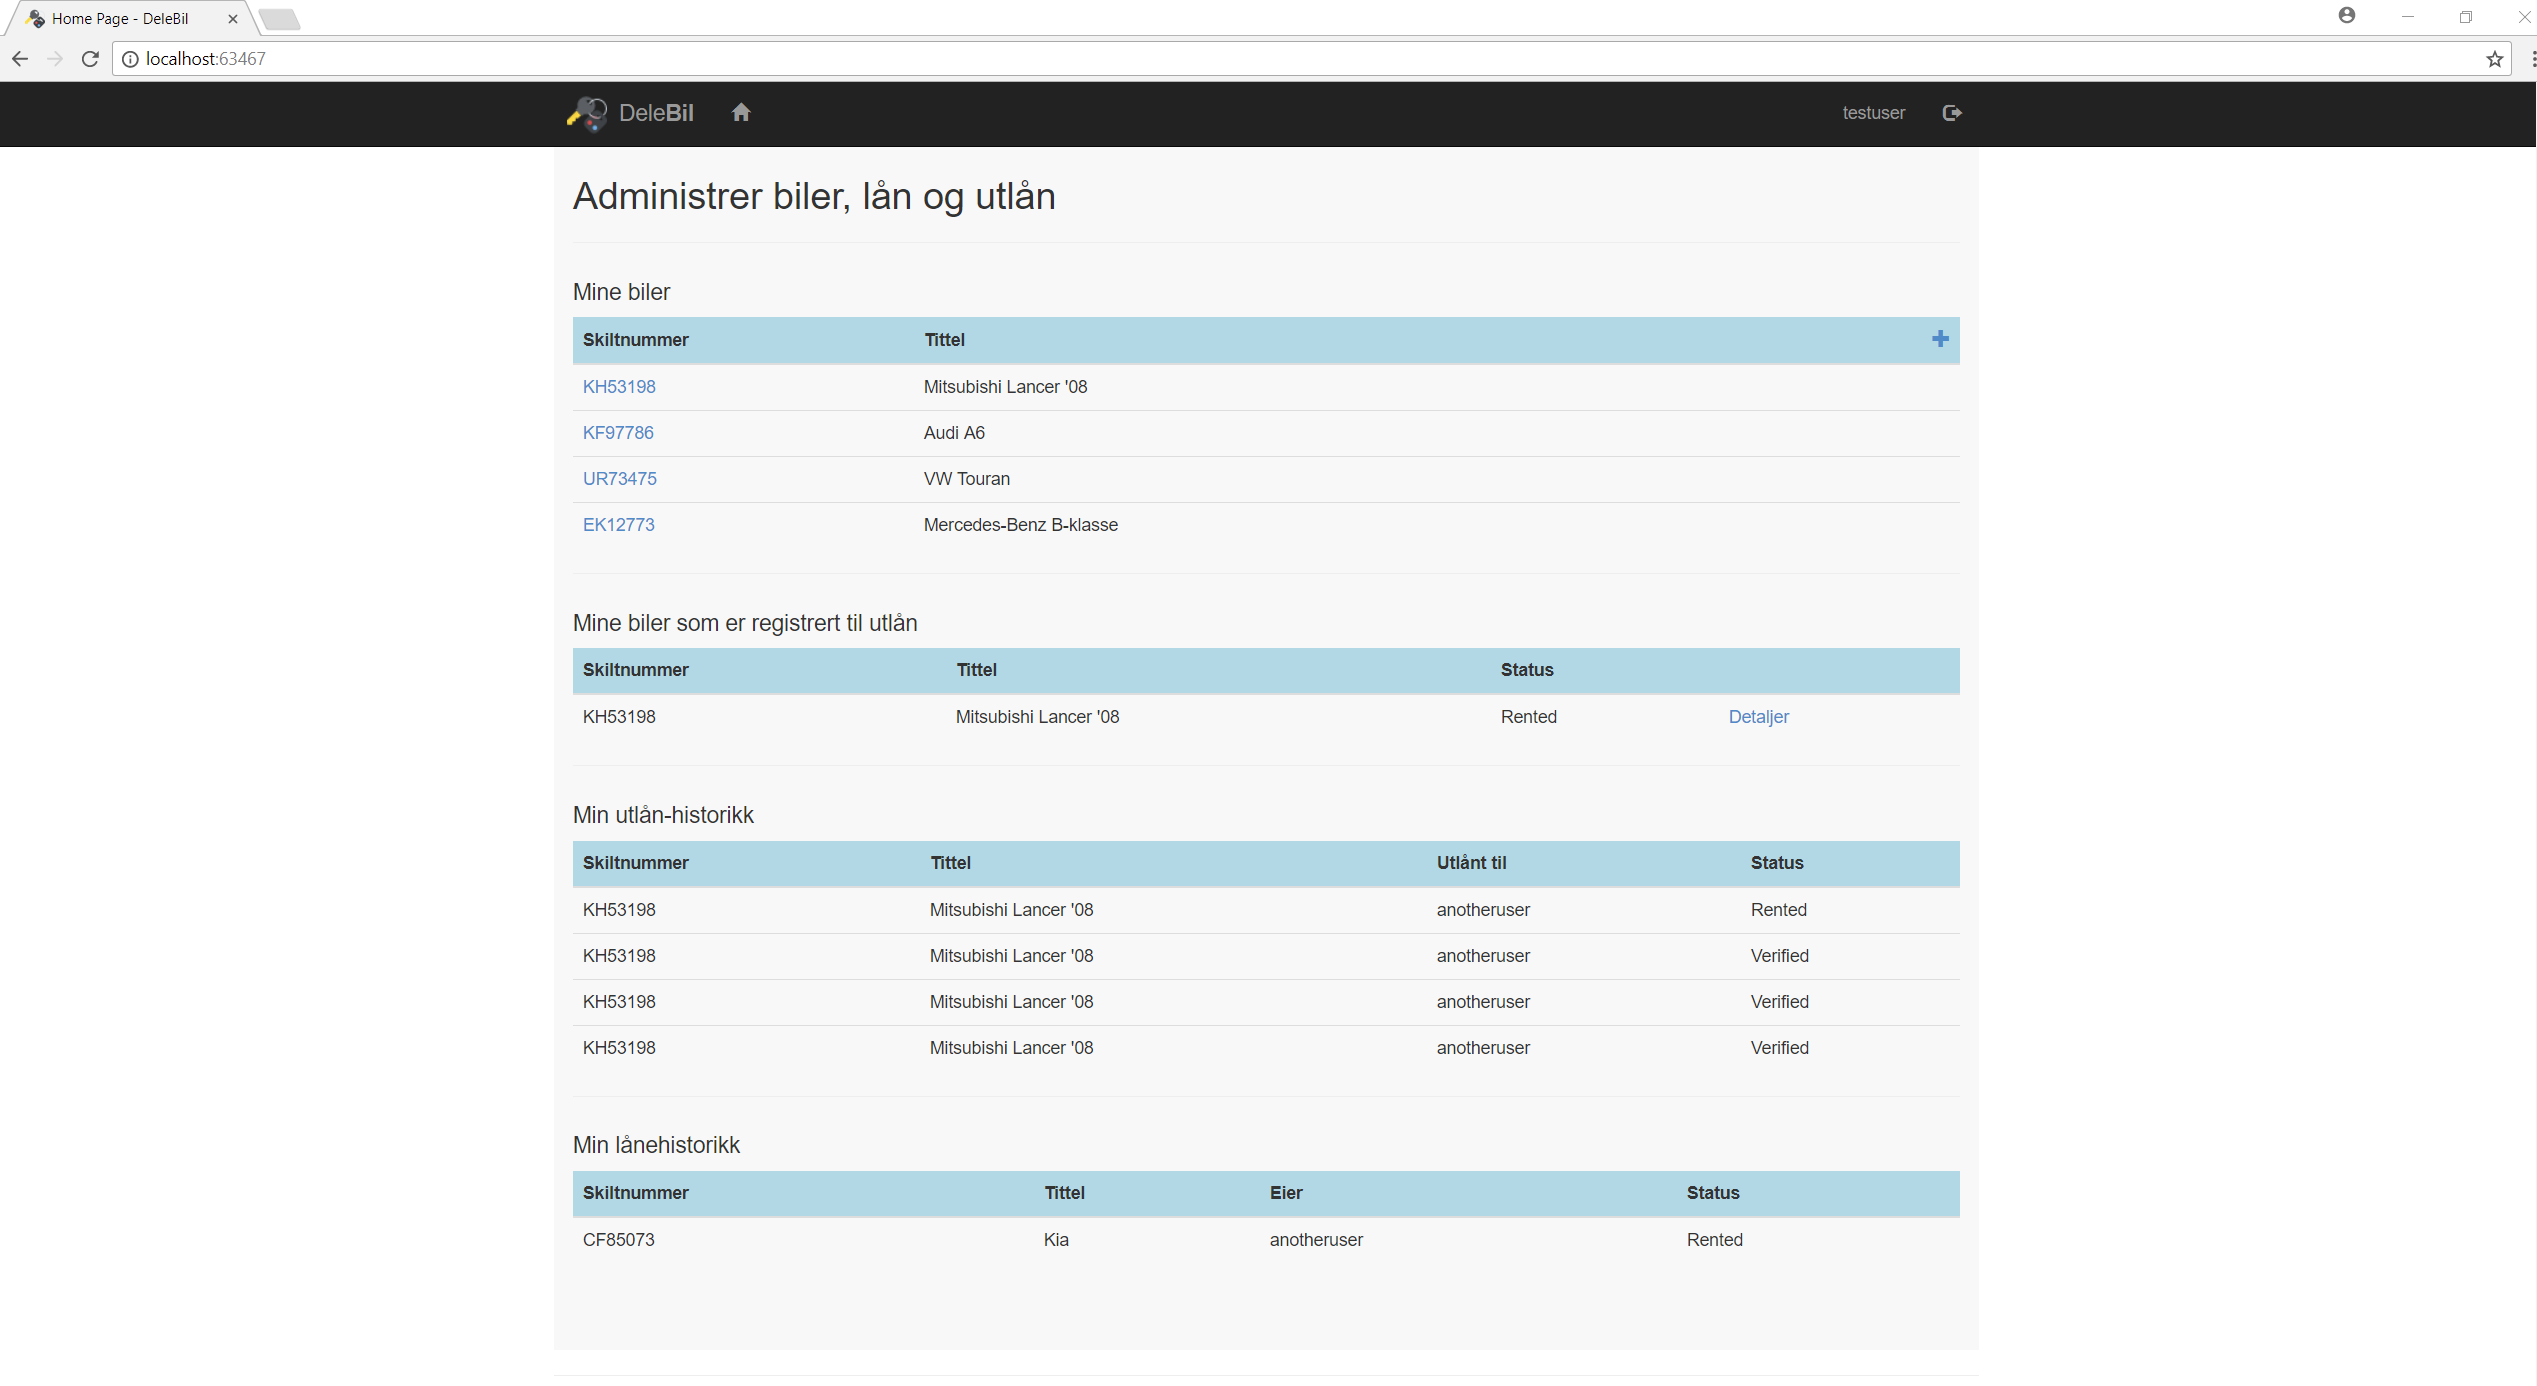 Home Page - DeleBil
localhost:63467
DeleBil
testuser
Administrer biler, lån og utlån
Mine biler
Skiltnummer Tittel
KH53198 Mitsubishi Lancer '08
KF97786 Audi A6
UR73475 VW Touran
EK12773 Mercedes-Benz B-klasse
Mine biler som er registrert til utlån
Skiltnummer Tittel Status
KH53198 Mitsubishi Lancer '08 Rented Detaljer
Min utlån-historikk
Skiltnummer Tittel Utlånt til Status
KH53198 Mitsubishi Lancer '08 anotheruser Rented
KH53198 Mitsubishi Lancer '08 anotheruser Verified
KH53198 Mitsubishi Lancer '08 anotheruser Verified
KH53198 Mitsubishi Lancer '08 anotheruser Verified
Min lånehistorikk
Skiltnummer Tittel Eier Status
CF85073 Kia anotheruser Rented